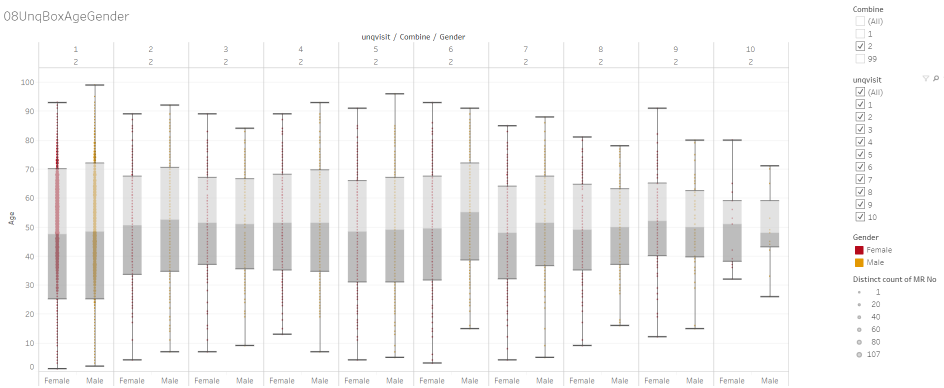 08UnqBoxAgeGender
unqvisit / Combine / Gender
1 2 3 4 5 6 7 8 9 10
2 2 2 2 2 2 2 2 2 2
100
90
80
70
60
50
40
30
20
10
0
Age
Female Male Female Male Female Male Female Male Female Male Female Male Female Male Female Male Female Male Female Male
Combine
(All)
1
2
99
unqvisit
(All)
1
2
3
4
5
6
7
8
9
10
Gender
Female
Male
Distinct count of MR No
1
20
40
60
80
107